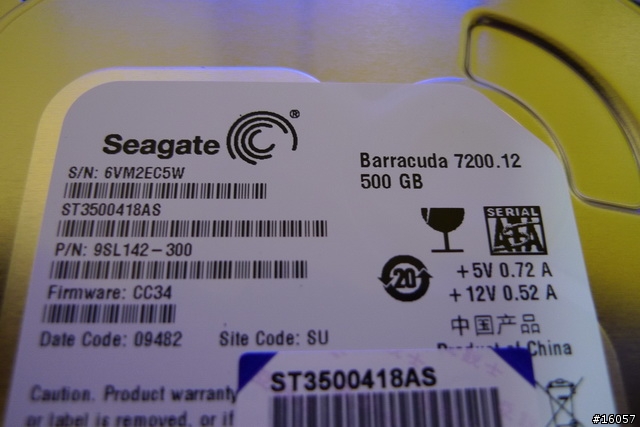 Seagate ®
S/N: 6VM2EC5W
ST3500418AS
P/N: 9SL142-300
Firmware: CC34
Date Code: 09482 Site Code: SU
Barracuda 7200.12
500 GB
SERIAL
ATA
20
+5V 0.72 A
+12V 0.52 A
中国产品
Product of China
Caution. Product warranty
or label is removed, or if
ST3500418AS
#16057